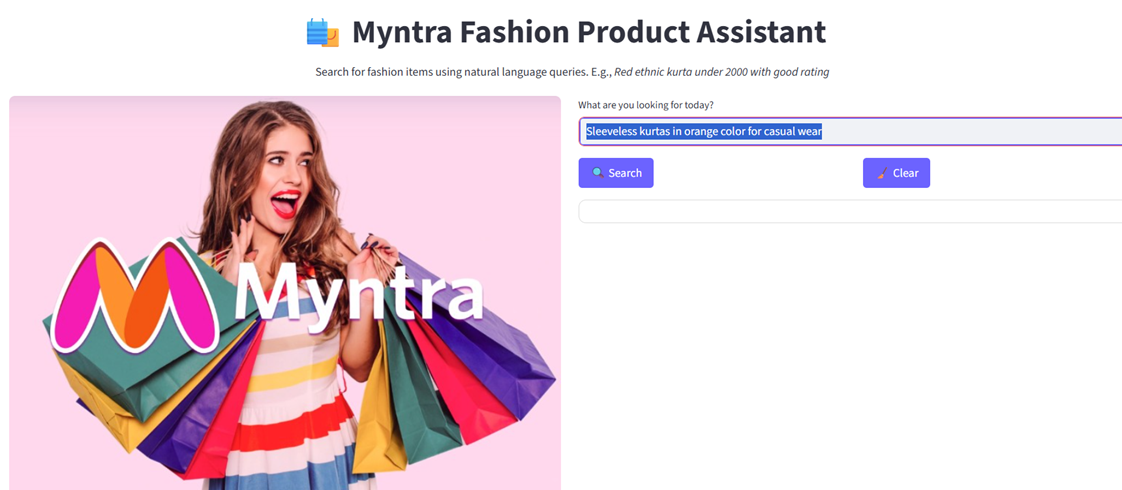 Myntra Fashion Product Assistant
Search for fashion items using natural language queries. E.g., Red ethnic kurta under 2000 with good rating
What are you looking for today?
Sleeveless kurtas in orange color for casual wear
Search
Clear
Myntra